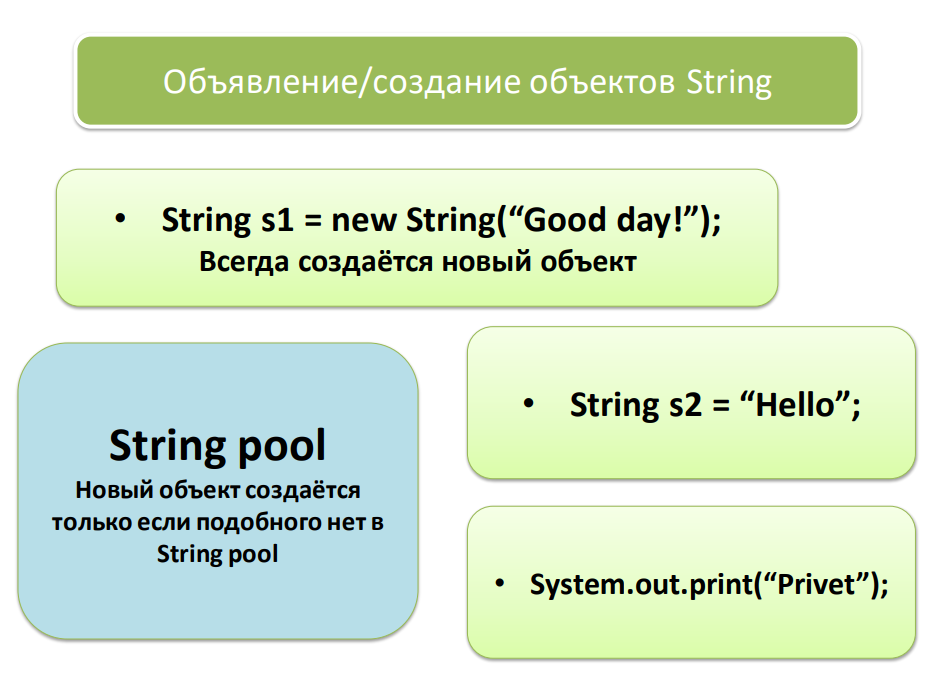 Объявление/создание объектов String
• String s1 = new String(“Good day!”);
Всегда создаётся новый объект
String pool
Новый объект создаётся
только если подобного нет в
String pool
• String s2 = “Hello”;
• System.out.print(“Privet”);